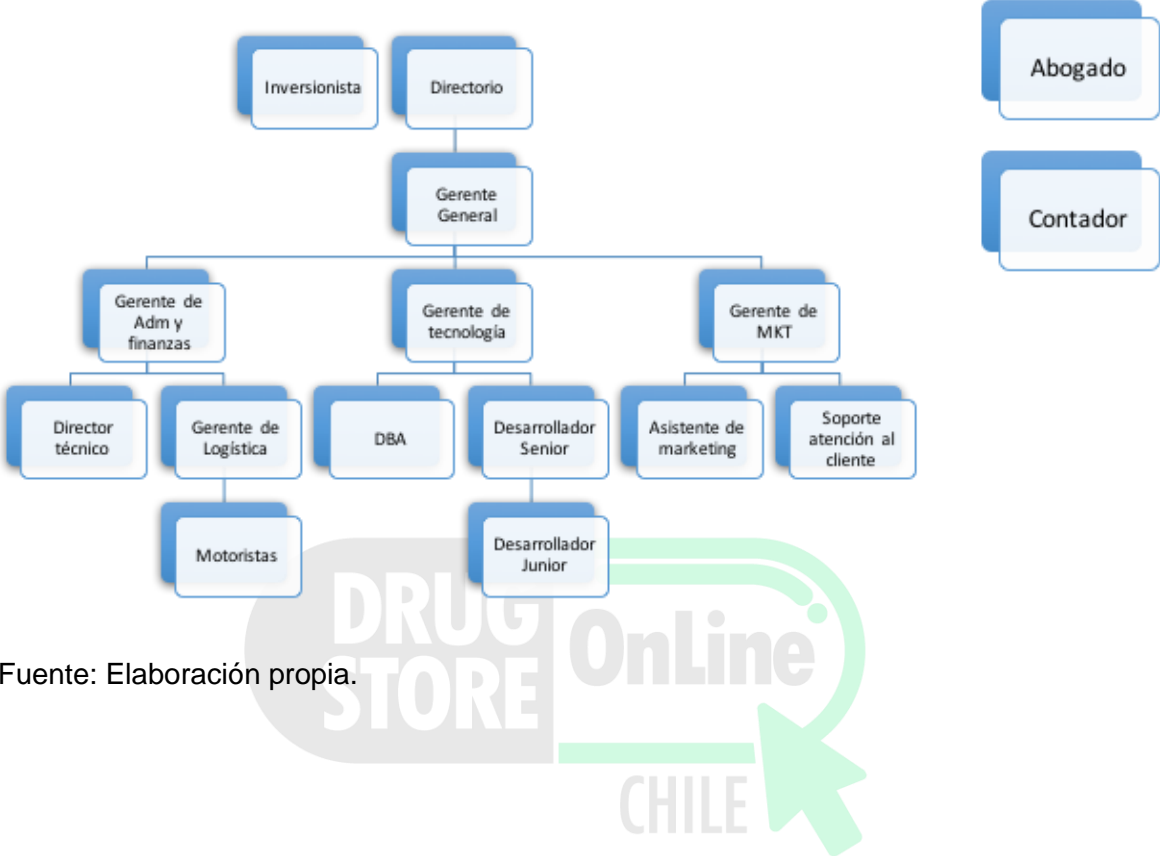 Abogado
Inversionista
Directorio
Gerente
General
Contador
Gerente de
Adm y
finanzas
Gerente de
tecnología
Gerente de
MKT
Director
técnico
Gerente de
Logística
DBA
Desarrollador
Senior
Asistente de
marketing
Soporte
atención al
cliente
Motoristas
Desarrollador
Junior
Fuente: Elaboración propia.
DRUG
STORE
OnLine
CHILE